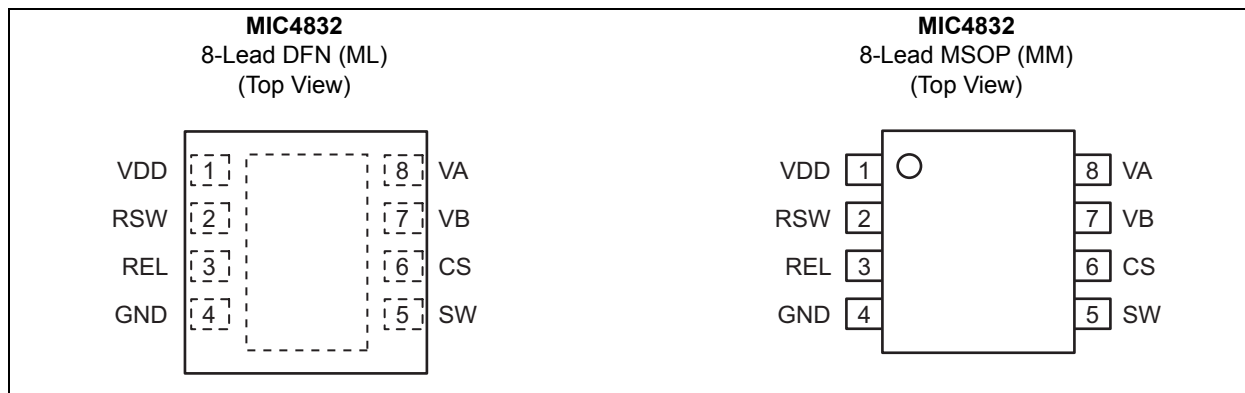 MIC4832
8-Lead DFN (ML)
(Top View)
VDD 1 8 VA
RSW 2 7 VB
REL 3 6 CS
GND 4 5 SW
MIC4832
8-Lead MSOP (MM)
(Top View)
VDD 1 8 VA
RSW 2 7 VB
REL 3 6 CS
GND 4 5 SW